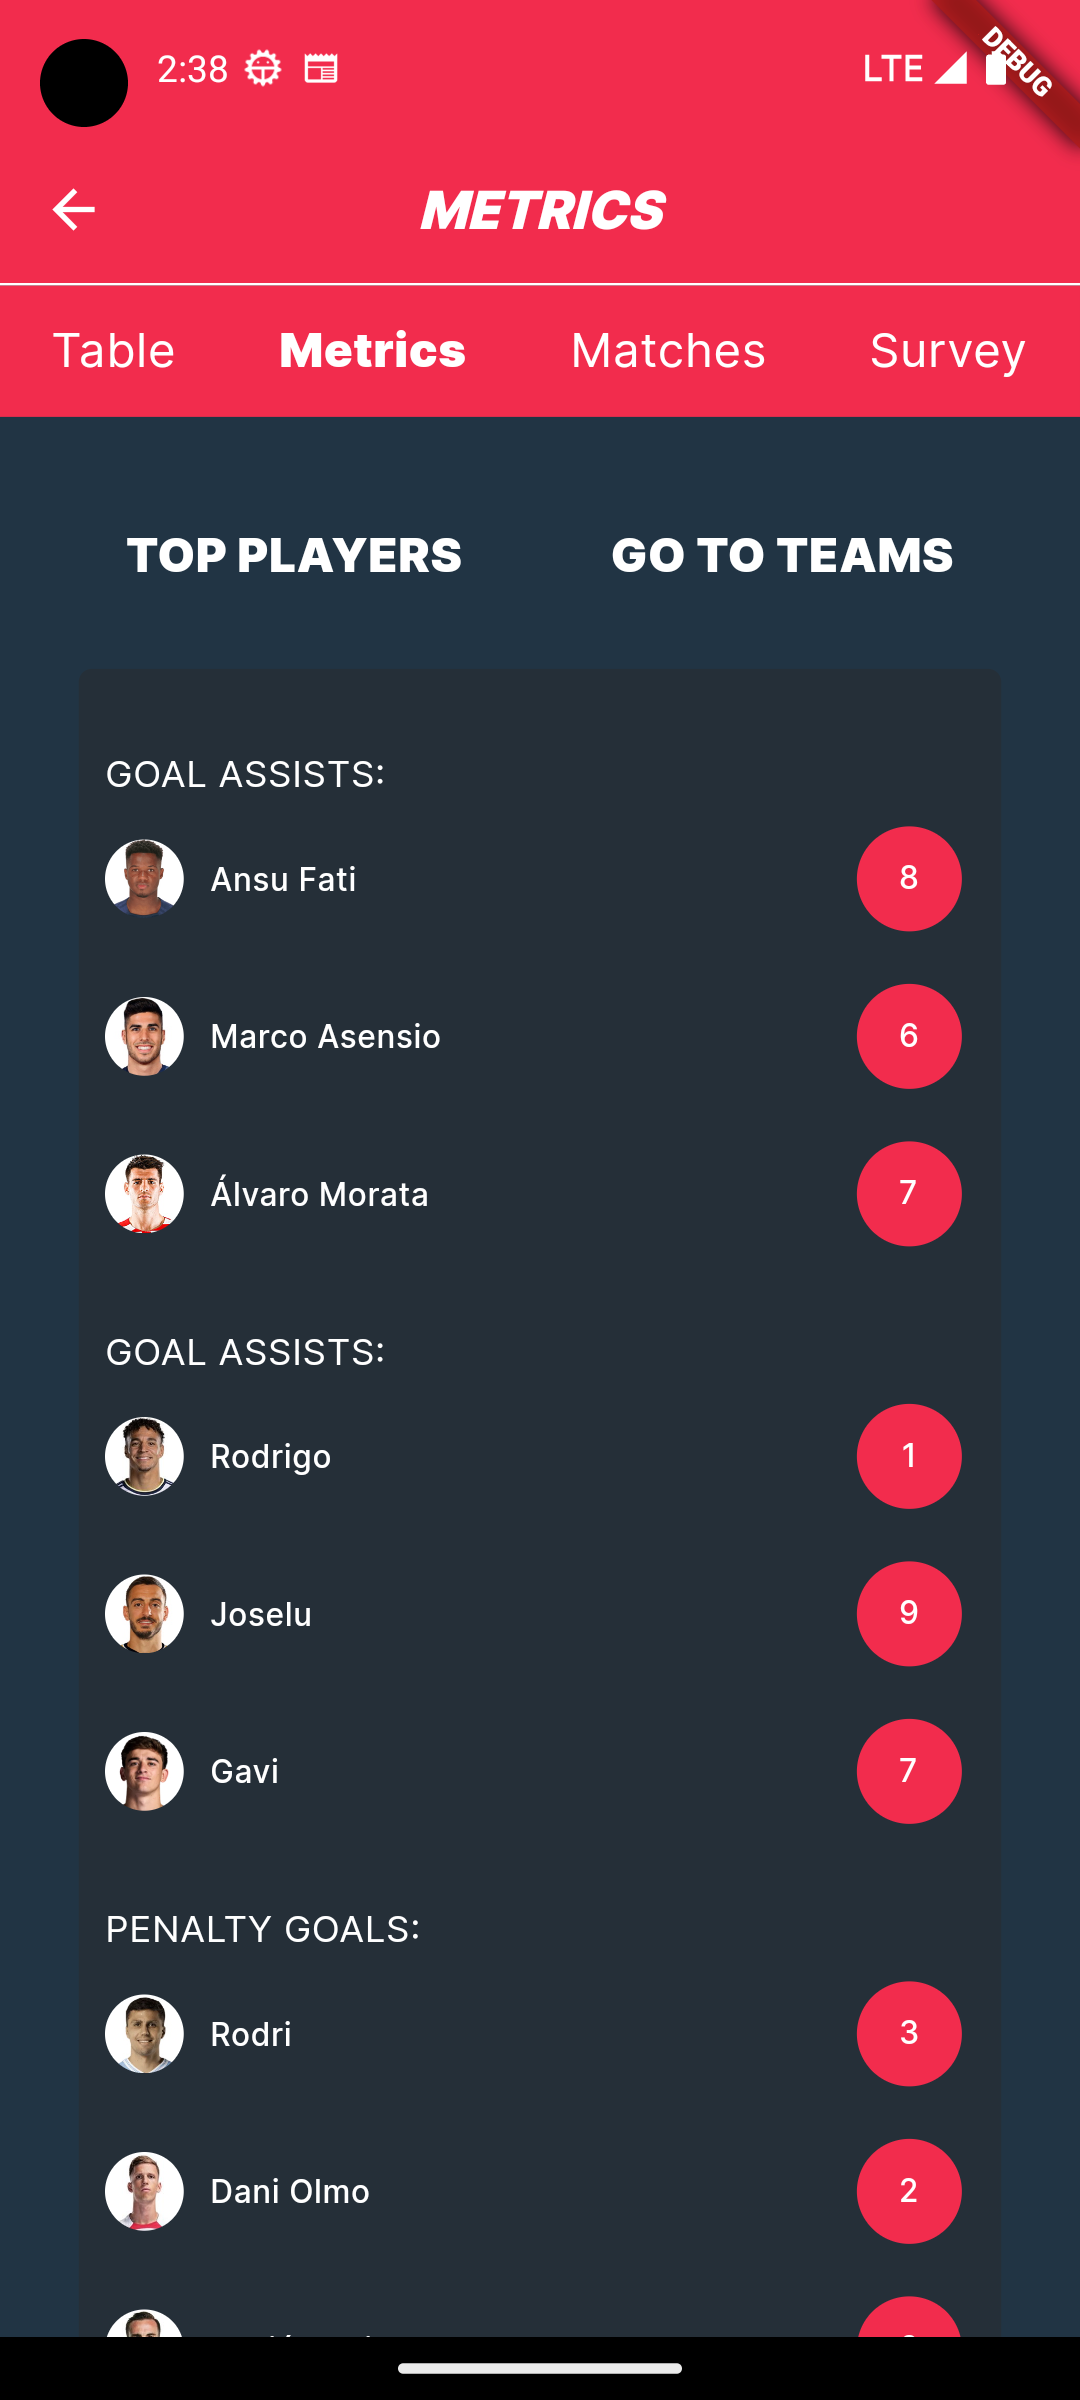 2:38
LTE
DEBUG
METRICS
Table Metrics Matches Survey
TOP PLAYERS GO TO TEAMS
GOAL ASSISTS:
Ansu Fati 8
Marco Asensio 6
Álvaro Morata 7
GOAL ASSISTS:
Rodrigo 1
Joselu 9
Gavi 7
PENALTY GOALS:
Rodri 3
Dani Olmo 2